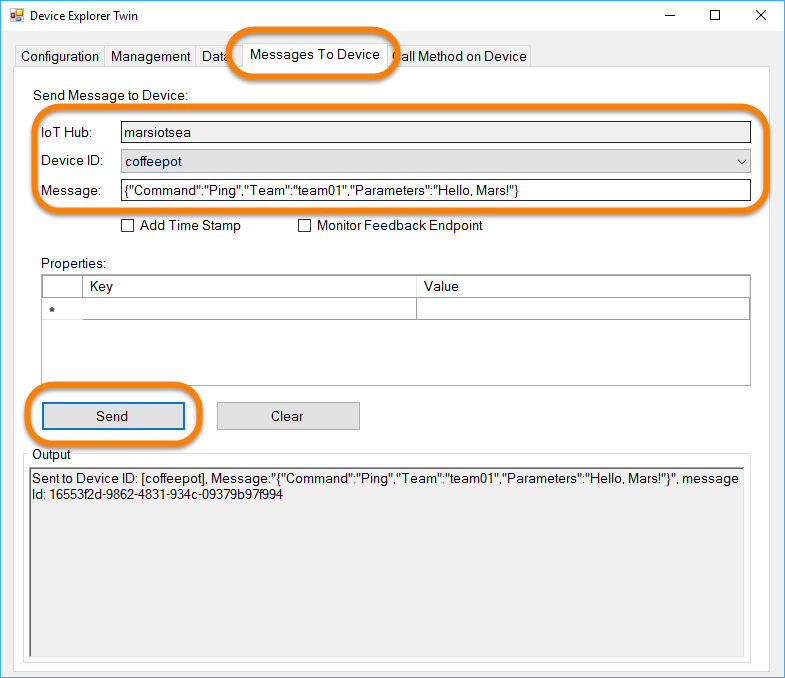 Device Explorer Twin
Configuration Management Data Messages To Device Call Method on Device
Send Message to Device:
IoT Hub: marsiotsea
Device ID: coffeepot
Message: {"Command":"Ping","Team":"team01","Parameters":"Hello, Mars!"}
Add Time Stamp Monitor Feedback Endpoint
Properties:
Key Value
*
Send Clear
Output
Sent to Device ID: [coffeepot], Message:"{"Command":"Ping","Team":"team01","Parameters":"Hello, Mars!"}", message
Id: 16553f2d-9862-4831-934c-09379b97f994